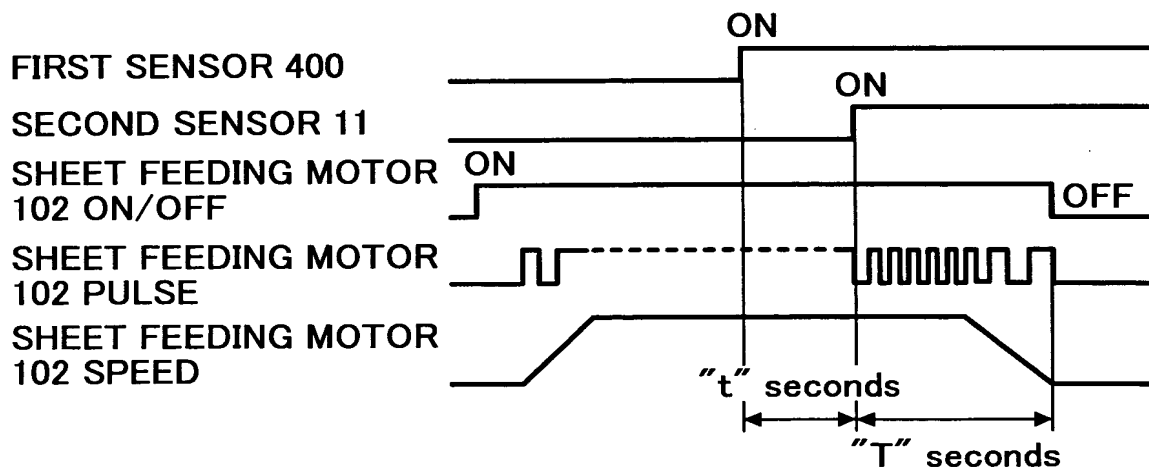 ON
FIRST SENSOR 400
ON
SECOND SENSOR 11
SHEET FEEDING MOTOR ON
102 ON/OFF
OFF
SHEET FEEDING MOTOR
102 PULSE
SHEET FEEDING MOTOR
102 SPEED
"t" seconds
"T" seconds